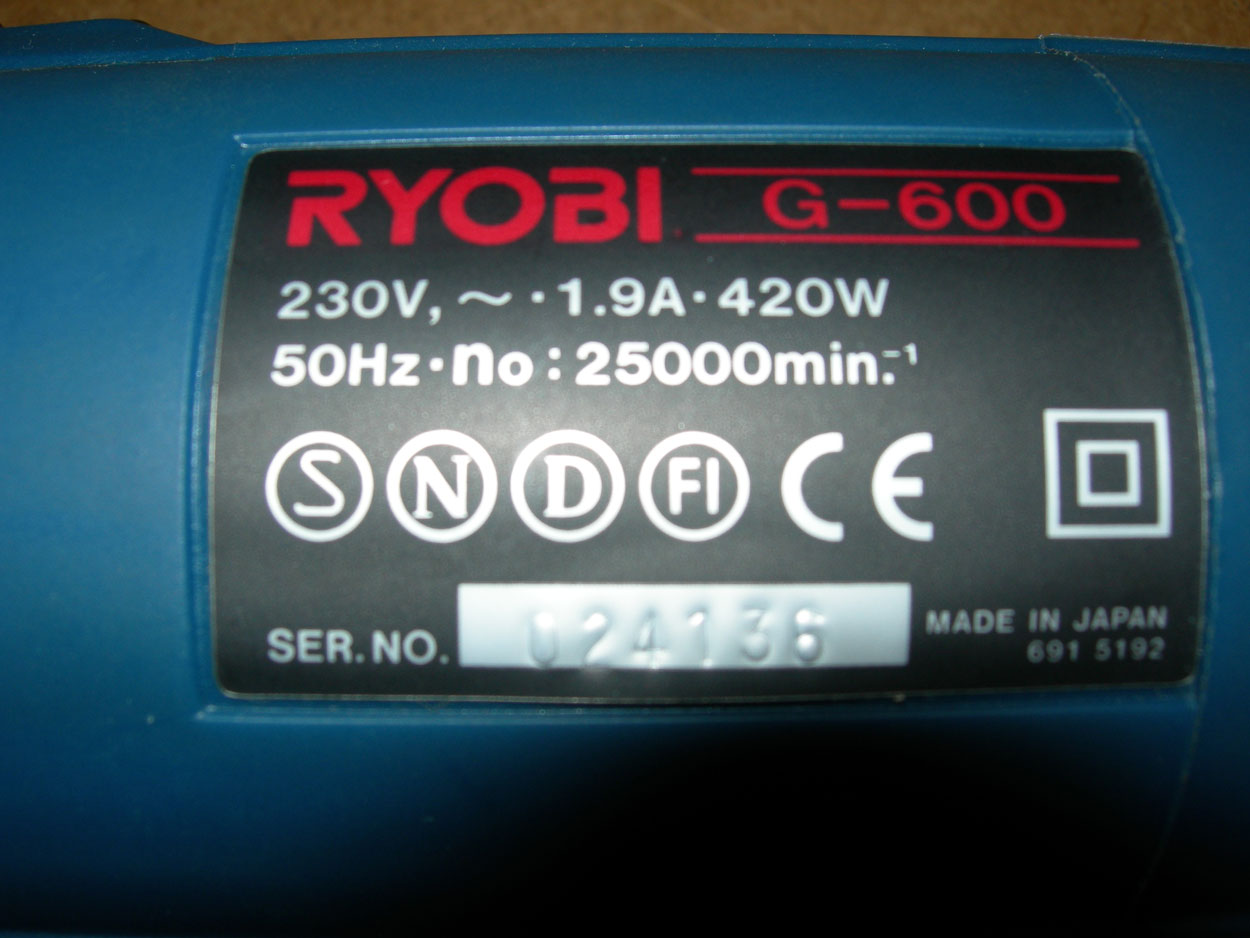 RYOBI G-600
230V, ~ · 1.9A · 420W
50Hz · no : 25000min.⁻¹
S N D FI CE
SER. NO. 024136
MADE IN JAPAN
691 5192